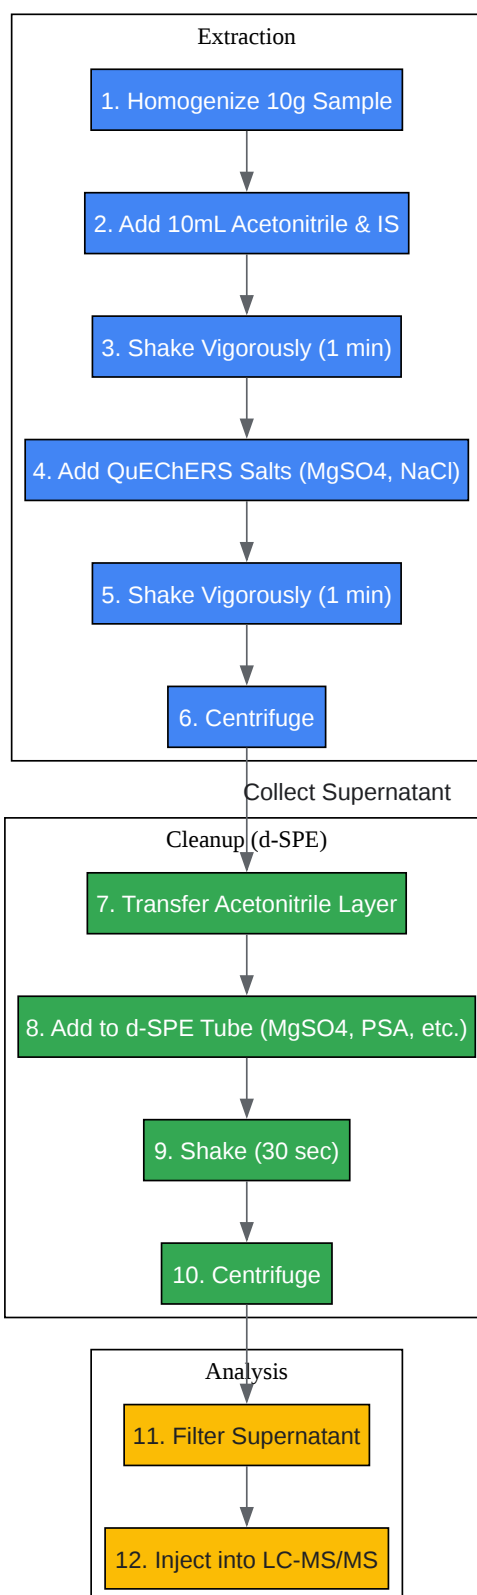 Extraction
1. Homogenize 10g Sample
2. Add 10mL Acetonitrile & IS
3. Shake Vigorously (1 min)
4. Add QuEChERS Salts (MgSO4, NaCl)
5. Shake Vigorously (1 min)
6. Centrifuge
Collect Supernatant
Cleanup (d-SPE)
7. Transfer Acetonitrile Layer
8. Add to d-SPE Tube (MgSO4, PSA, etc.)
9. Shake (30 sec)
10. Centrifuge
Analysis
11. Filter Supernatant
12. Inject into LC-MS/MS